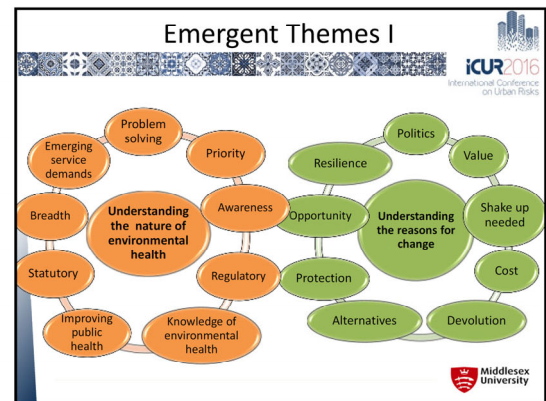 Emergent Themes I
iCUR2016
International Conference
on Urban Risks
Problem
solving
Emerging
service
demands
Priority
Breadth
Understanding
the nature of
environmental
health
Awareness
Statutory
Regulatory
Improving
public
health
Knowledge of
environmental
health
Politics
Resilience
Value
Opportunity
Understanding
the reasons for
change
Shake up
needed
Protection
Cost
Alternatives
Devolution
Middlesex
University